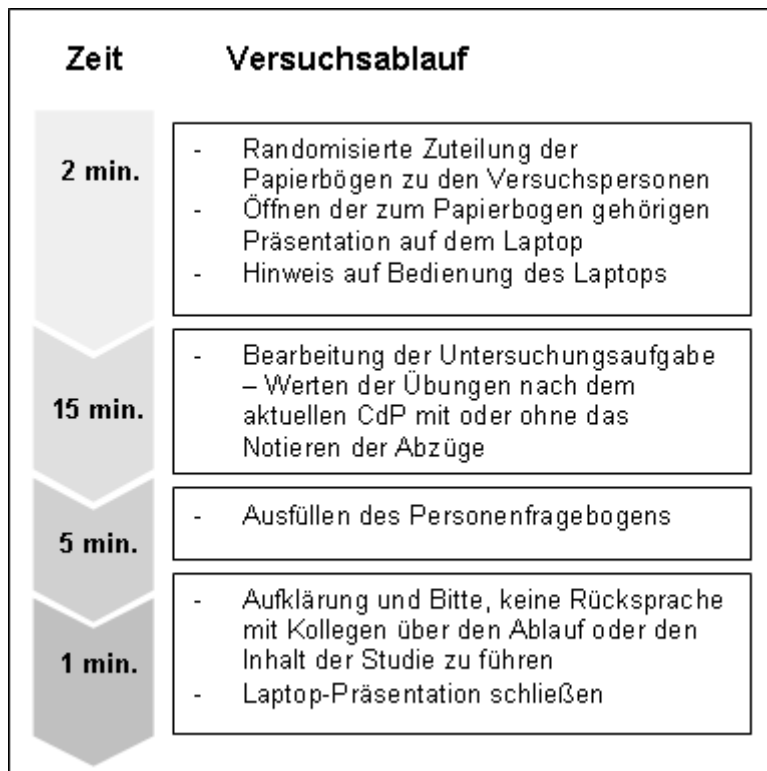 Zeit Versuchsablauf
2 min.
- Randomisierte Zuteilung der
Papierbögen zu den Versuchspersonen
- Öffnen der zum Papierbogen gehörigen
Präsentation auf dem Laptop
- Hinweis auf Bedienung des Laptops
15 min.
- Bearbeitung der Untersuchungsaufgabe
– Werten der Übungen nach dem
aktuellen CdP mit oder ohne das
Notieren der Abzüge
5 min.
- Ausfüllen des Personenfragebogens
1 min.
- Aufklärung und Bitte, keine Rücksprache
mit Kollegen über den Ablauf oder den
Inhalt der Studie zu führen
- Laptop-Präsentation schließen